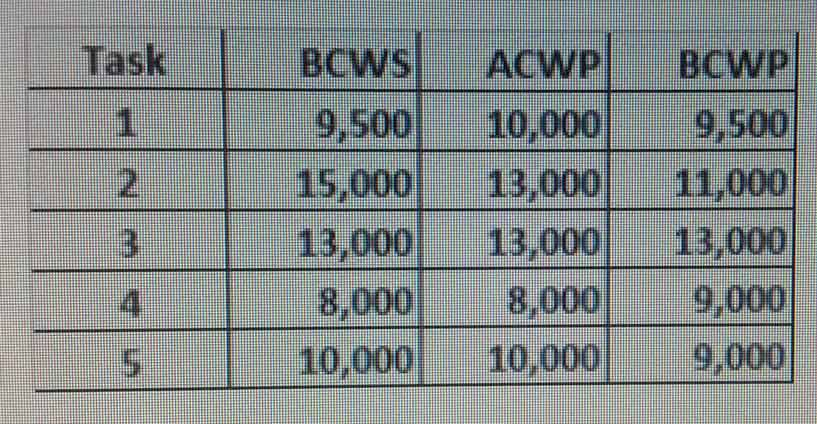 Task BCWS ACWP BCWP
1 9,500 10,000 9,500
2 15,000 13,000 11,000
3 13,000 13,000 13,000
4 8,000 8,000 9,000
5 10,000 10,000 9,000